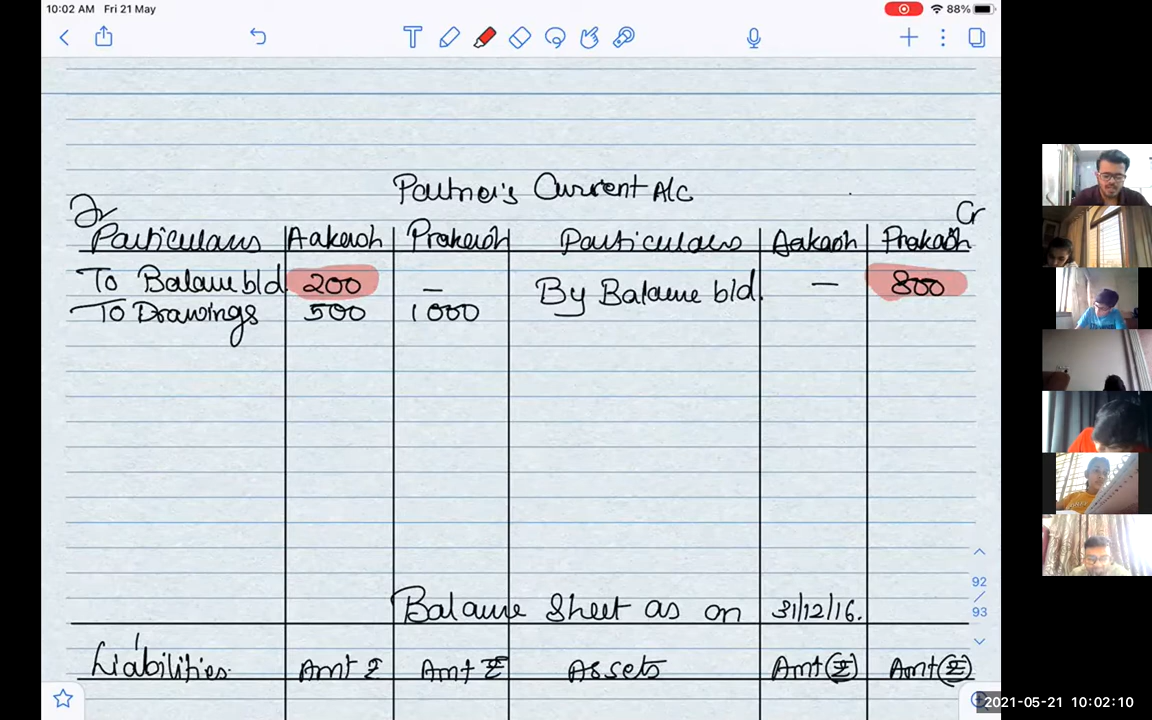 10:02 AM Fri 21 May 88%
Partner's Current A/c
Dr Cr
Particulars Aakash Prakash Particulars Aakash Prakash
To Balance b/d. 200 — By Balance b/d. — 800
To Drawings 500 1000
92
/
93
Balance Sheet as on 31/12/16.
Liabilities. Amt ₹ Amt ₹ Assets Amt (₹) Amt (₹)
2021-05-21 10:02:10